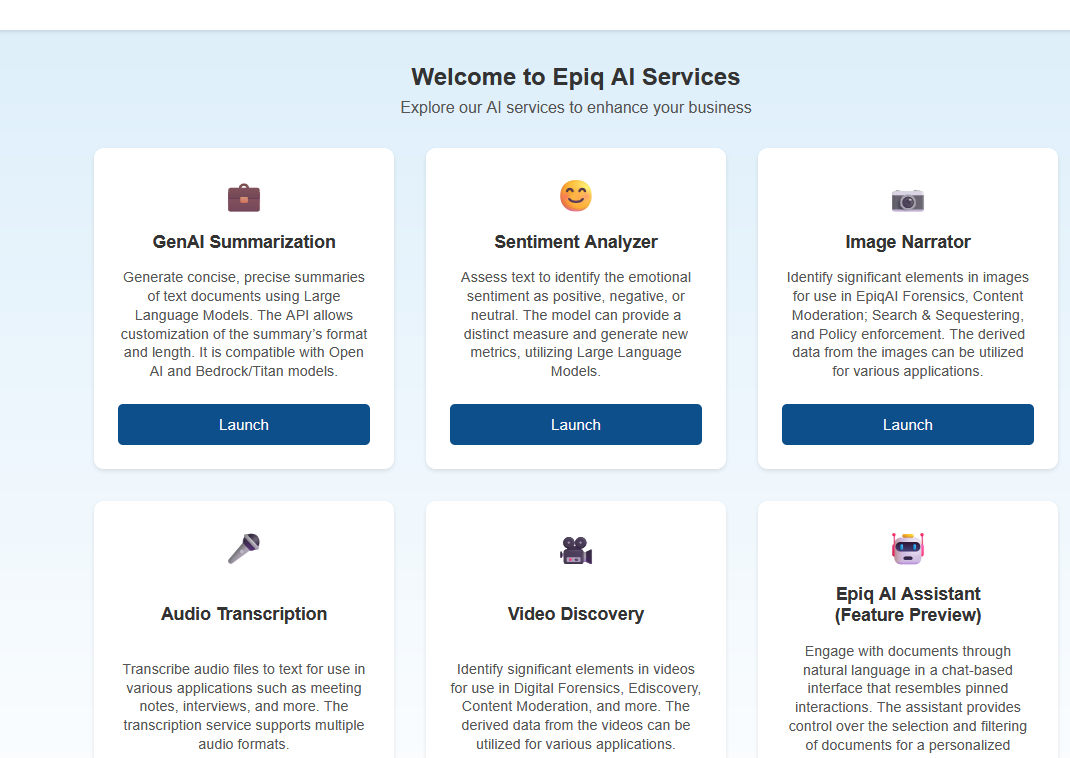 Welcome to Epiq AI Services
Explore our AI services to enhance your business
GenAI Summarization
Generate concise, precise summaries
of text documents using Large
Language Models. The API allows
customization of the summary’s format
and length. It is compatible with Open
AI and Bedrock/Titan models.
Launch
Sentiment Analyzer
Assess text to identify the emotional
sentiment as positive, negative, or
neutral. The model can provide a
distinct measure and generate new
metrics, utilizing Large Language
Models.
Launch
Image Narrator
Identify significant elements in images
for use in EpiqAI Forensics, Content
Moderation; Search & Sequestering,
and Policy enforcement. The derived
data from the images can be utilized
for various applications.
Launch
Audio Transcription
Transcribe audio files to text for use in
various applications such as meeting
notes, interviews, and more. The
transcription service supports multiple
audio formats.
Video Discovery
Identify significant elements in videos
for use in Digital Forensics, Ediscovery,
Content Moderation, and more. The
derived data from the videos can be
utilized for various applications.
Epiq AI Assistant
(Feature Preview)
Engage with documents through
natural language in a chat-based
interface that resembles pinned
interactions. The assistant provides
control over the selection and filtering
of documents for a personalized